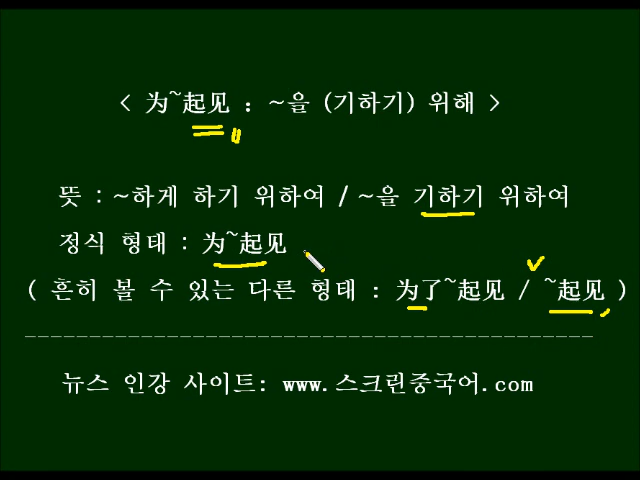 < 为~起见 : ~을 (기하기) 위해 >
뜻 : ~하게 하기 위하여 / ~을 기하기 위하여
정식 형태 : 为~起见
( 흔히 볼 수 있는 다른 형태 : 为了~起见 / ~起见 )
뉴스 인강 사이트: www.스크린중국어.com